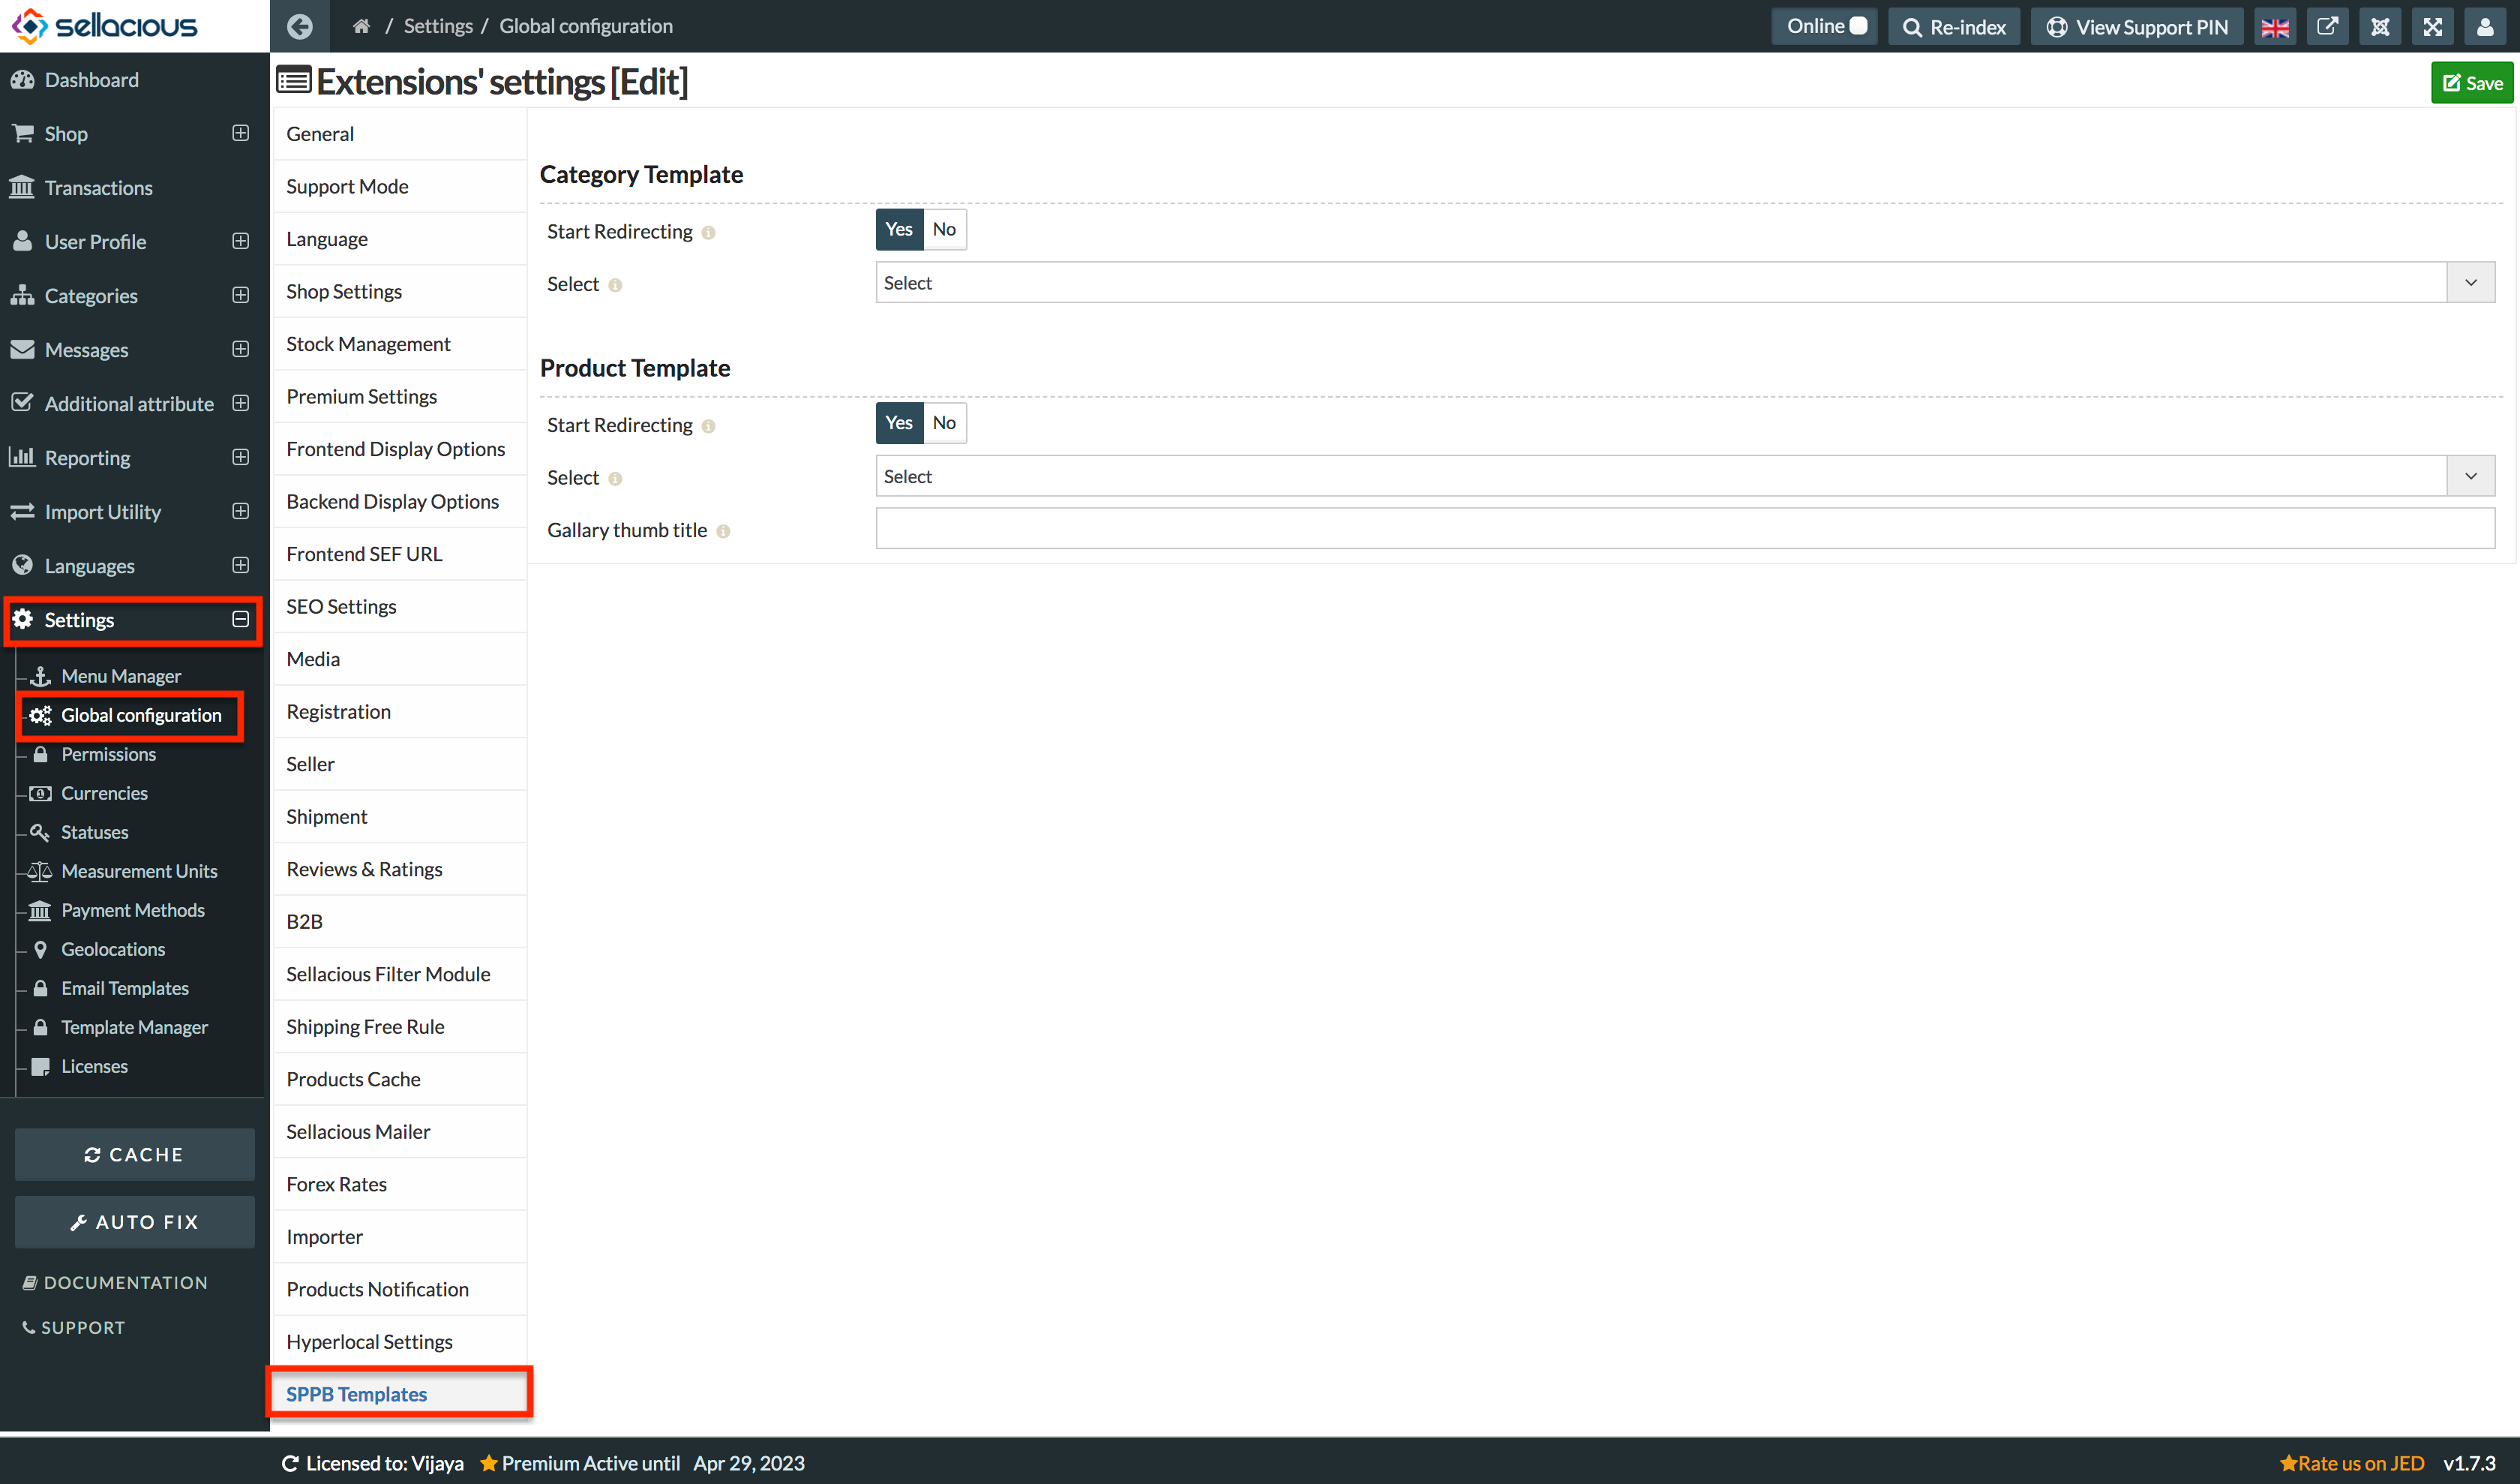 sellacious
/ Settings / Global configuration
Online
Re-index
View Support PIN
Dashboard
Shop
Transactions
User Profile
Categories
Messages
Additional attribute
Reporting
Import Utility
Languages
Settings
Menu Manager
Global configuration
Permissions
Currencies
Statuses
Measurement Units
Payment Methods
Geolocations
Email Templates
Template Manager
Licenses
CACHE
AUTO FIX
DOCUMENTATION
SUPPORT
Extensions' settings [Edit]
Save
General
Support Mode
Language
Shop Settings
Stock Management
Premium Settings
Frontend Display Options
Backend Display Options
Frontend SEF URL
SEO Settings
Media
Registration
Seller
Shipment
Reviews & Ratings
B2B
Sellacious Filter Module
Shipping Free Rule
Products Cache
Sellacious Mailer
Forex Rates
Importer
Products Notification
Hyperlocal Settings
SPPB Templates
Category Template
Start Redirecting Yes No
Select Select
Product Template
Start Redirecting Yes No
Select Select
Gallary thumb title
Licensed to: Vijaya Premium Active until Apr 29, 2023
Rate us on JED v1.7.3